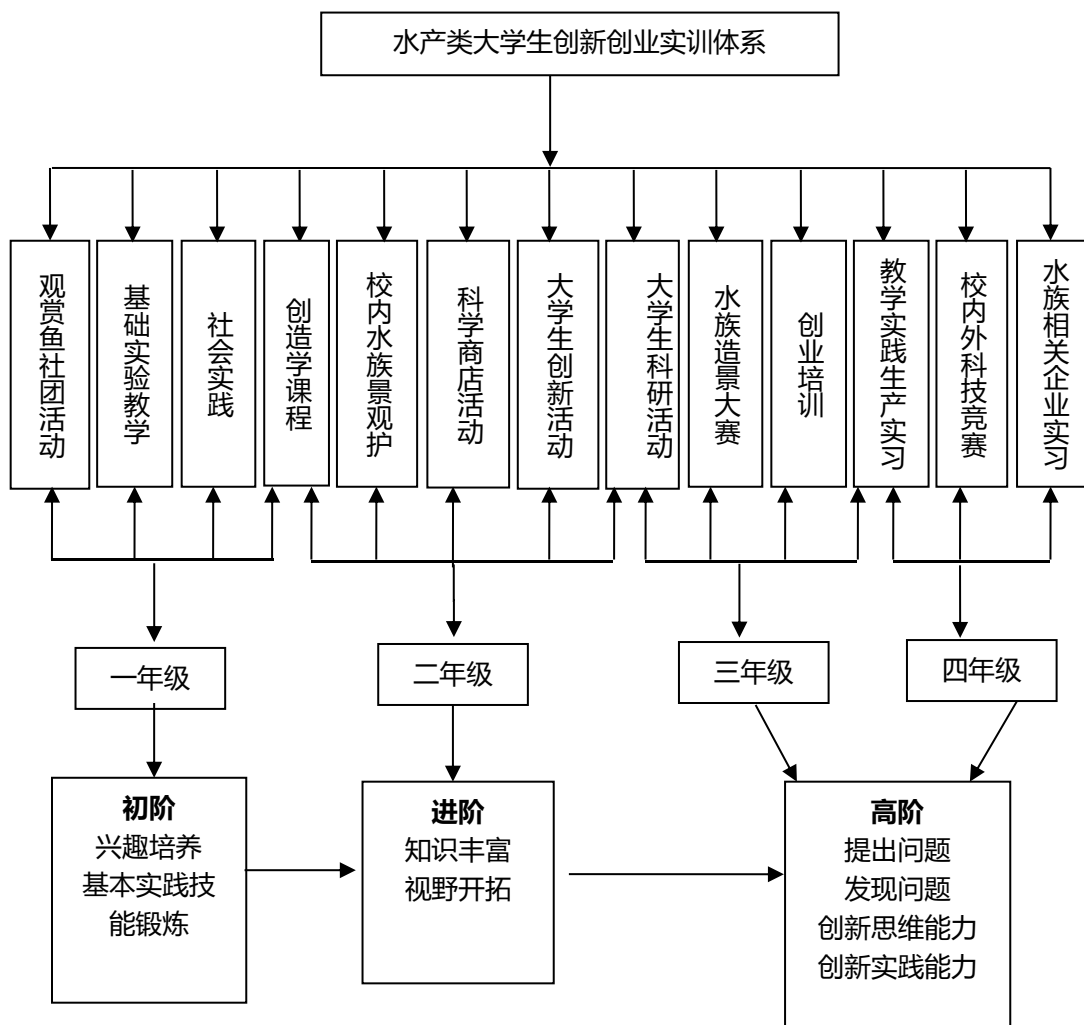 水产类大学生创新创业实训体系
观赏鱼社团活动
基础实验教学
社会实践
创造学课程
校内水族景观护
科学商店活动
大学生创新活动
大学生科研活动
水族造景大赛
创业培训
教学实践生产实习
校内外科技竞赛
水族相关企业实习
一年级
二年级
三年级
四年级
初阶
兴趣培养
基本实践技
能锻炼
进阶
知识丰富
视野开拓
高阶
提出问题
发现问题
创新思维能力
创新实践能力